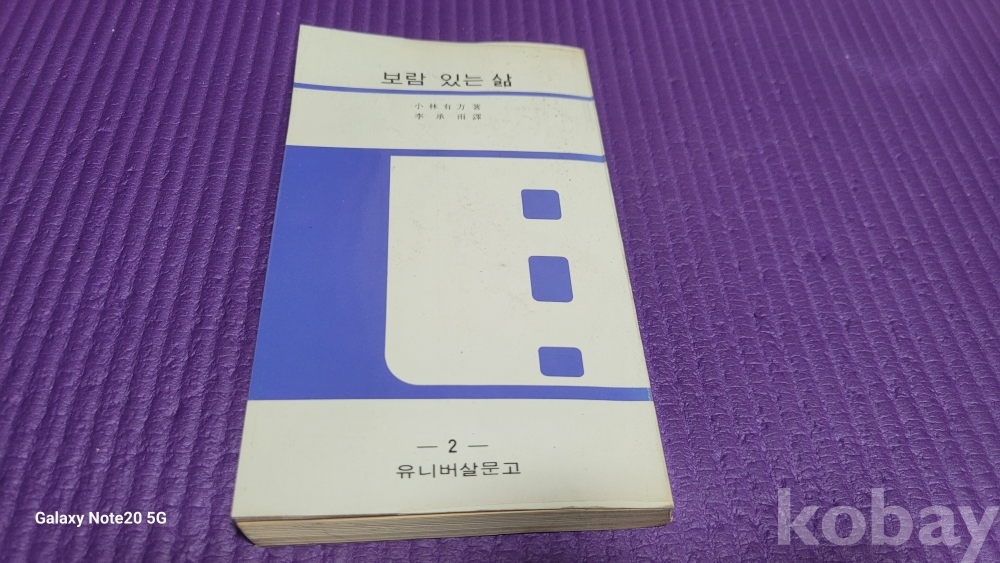 보람 있는 삶
小林有方著
李承雨譯
— 2 —
유니버살문고
Galaxy Note20 5G
kobay